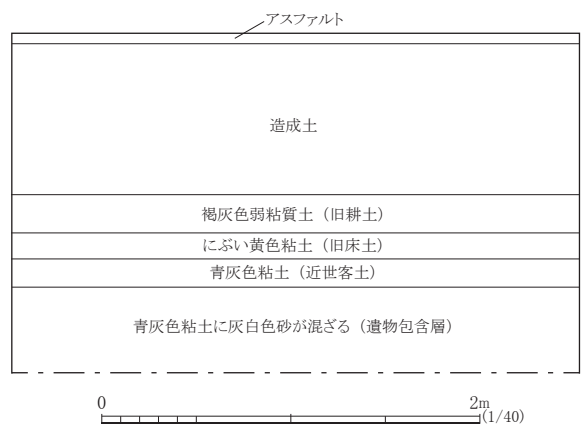 アスファルト
造成土
褐灰色弱粘質土（旧耕土）
にぶい黄色粘土（旧床土）
青灰色粘土（近世客土）
青灰色粘土に灰白色砂が混ざる（遺物包含層）
0 2m
(1/40)